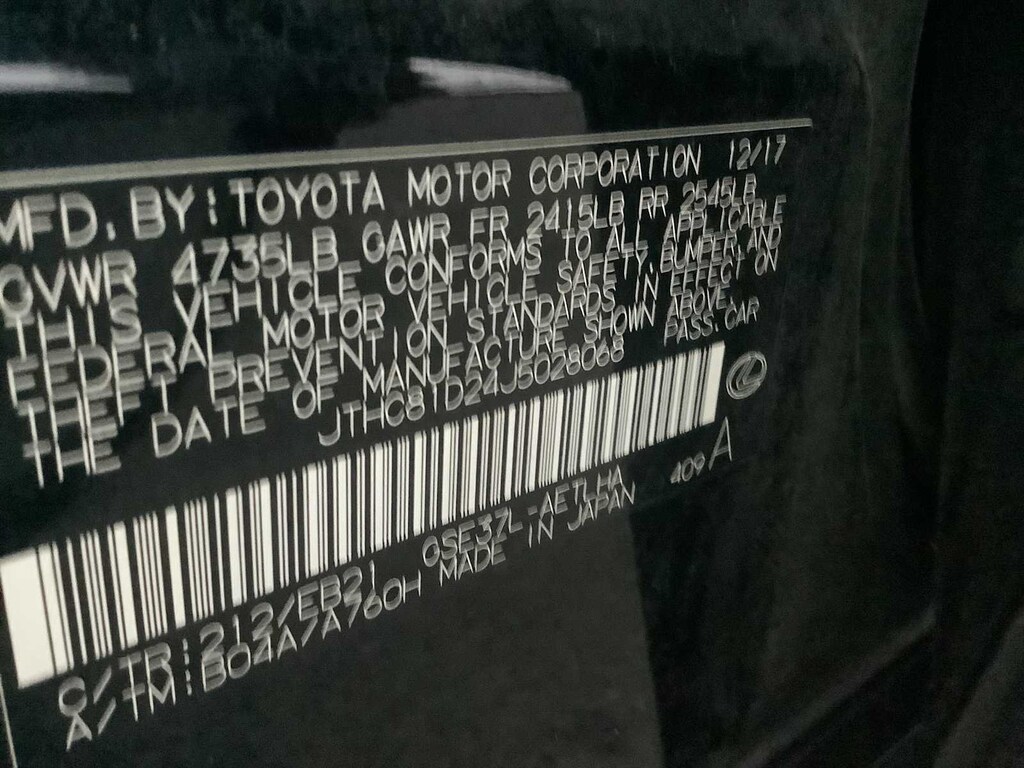 MFD. BY: TOYOTA MOTOR CORPORATION 12/17
GVWR 4735LB GAWR FR 2415LB RR 2545LB
THIS VEHICLE CONFORMS TO ALL APPLICABLE
FEDERAL MOTOR VEHICLE SAFETY, BUMPER, AND
THEFT PREVENTION STANDARDS IN EFFECT ON
THE DATE OF MANUFACTURE SHOWN ABOVE.
JTHC81D24J5028068 PASS. CAR
C/TR: 212/EB21 GSE37L-AETLHA 409 A
A/TM: B04A/A760H MADE IN JAPAN